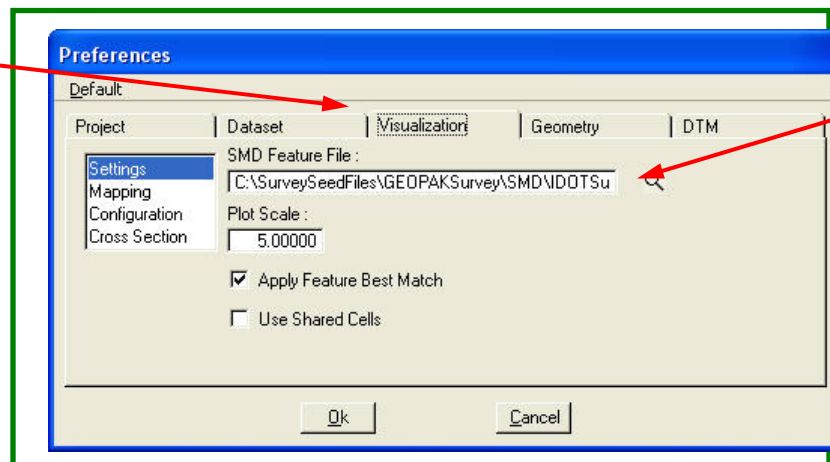 Preferences
Default
Project Dataset Visualization Geometry DTM
Settings
Mapping
Configuration
Cross Section
SMD Feature File :
C:\SurveySeedFiles\GEOPAKSurvey\SMD\IDOTSu
Plot Scale :
5.00000
Apply Feature Best Match
Use Shared Cells
Ok Cancel